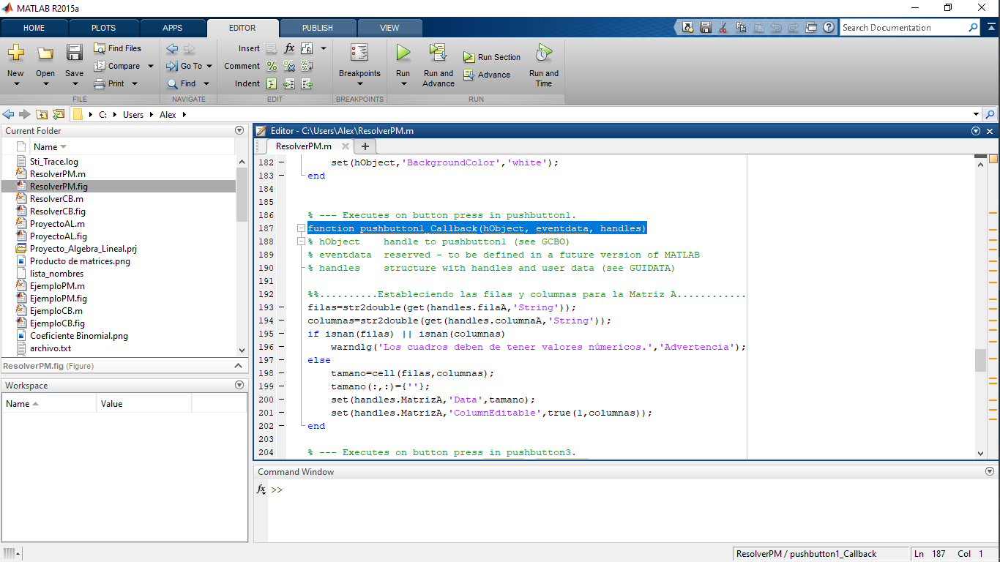 MATLAB R2015a
HOME PLOTS APPS EDITOR PUBLISH VIEW
Search Documentation
New Open Save
Find Files
Compare
Print
FILE
Go To
Find
NAVIGATE
Insert fx
Comment
Indent
EDIT
Breakpoints
BREAKPOINTS
Run
Run and Advance
Run Section
Advance
Run and Time
RUN
C: Users Alex
Current Folder
Name
Sti_Trace.log
ResolverPM.m
ResolverPM.fig
ResolverCB.m
ResolverCB.fig
ProyectoAL.m
ProyectoAL.fig
Proyecto_Algebra_Lineal.prj
Producto de matrices.png
lista_nombres
EjemploPM.m
EjemploPM.fig
EjemploCB.m
EjemploCB.fig
Coeficiente Binomial.png
archivo.txt
ResolverPM.fig (Figure)
Workspace
Name Value
Editor - C:\Users\Alex\ResolverPM.m
ResolverPM.m
182 set(hObject,'BackgroundColor','white');
183 end
184
185
186 % --- Executes on button press in pushbutton1.
187 function pushbutton1_Callback(hObject, eventdata, handles)
188 % hObject    handle to pushbutton1 (see GCBO)
189 % eventdata  reserved - to be defined in a future version of MATLAB
190 % handles    structure with handles and user data (see GUIDATA)
191
192 %%..........Estableciendo las filas y columnas para la Matriz A............
193 filas=str2double(get(handles.filaA,'String'));
194 columnas=str2double(get(handles.columnaA,'String'));
195 if isnan(filas) || isnan(columnas)
196 warndlg('Los cuadros deben de tener valores númericos.','Advertencia');
197 else
198 tamano=cell(filas,columnas);
199 tamano(:,:)={''};
200 set(handles.MatrizA,'Data',tamano);
201 set(handles.MatrizA,'ColumnEditable',true(1,columnas));
202 end
203
204 % --- Executes on button press in pushbutton3.
Command Window
fx >>
ResolverPM / pushbutton1_Callback Ln 187 Col 1